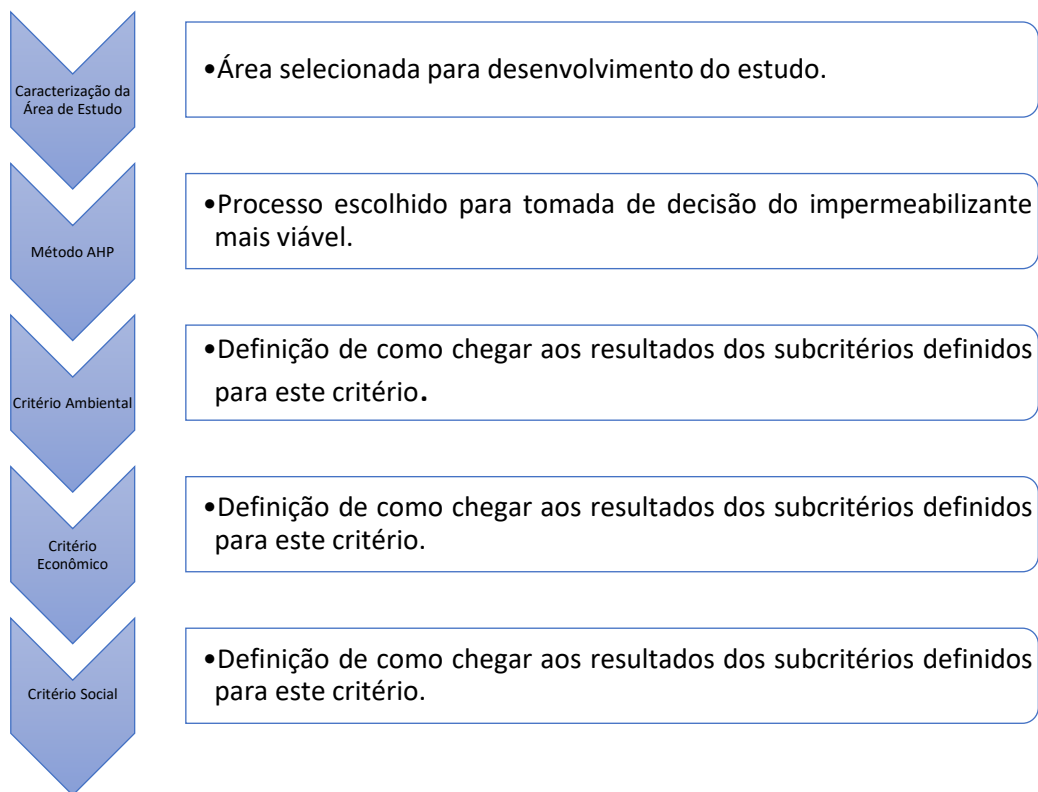 Caracterização da
Área de Estudo
•Área selecionada para desenvolvimento do estudo.
Método AHP
•Processo escolhido para tomada de decisão do impermeabilizante
mais viável.
Critério Ambiental
•Definição de como chegar aos resultados dos subcritérios definidos
para este critério.
Critério
Econômico
•Definição de como chegar aos resultados dos subcritérios definidos
para este critério.
Critério Social
•Definição de como chegar aos resultados dos subcritérios definidos
para este critério.